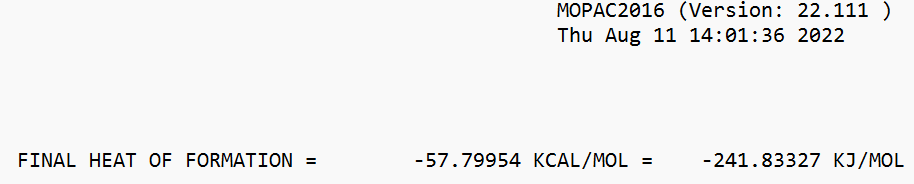 MOPAC2016 (Version: 22.111 )
Thu Aug 11 14:01:36 2022
FINAL HEAT OF FORMATION = -57.79954 KCAL/MOL = -241.83327 KJ/MOL